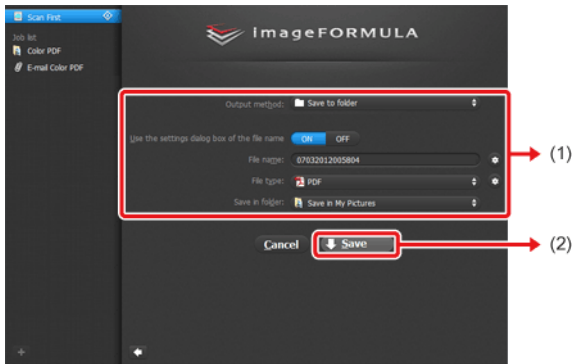 Scan First
Job list
Color PDF
E-mail Color PDF
imageFORMULA
Output method: Save to folder
Use the settings dialog box of the file name ON OFF
File name: 07032012005804
File type: PDF
Save in folder: Save in My Pictures
Cancel Save
(1)
(2)